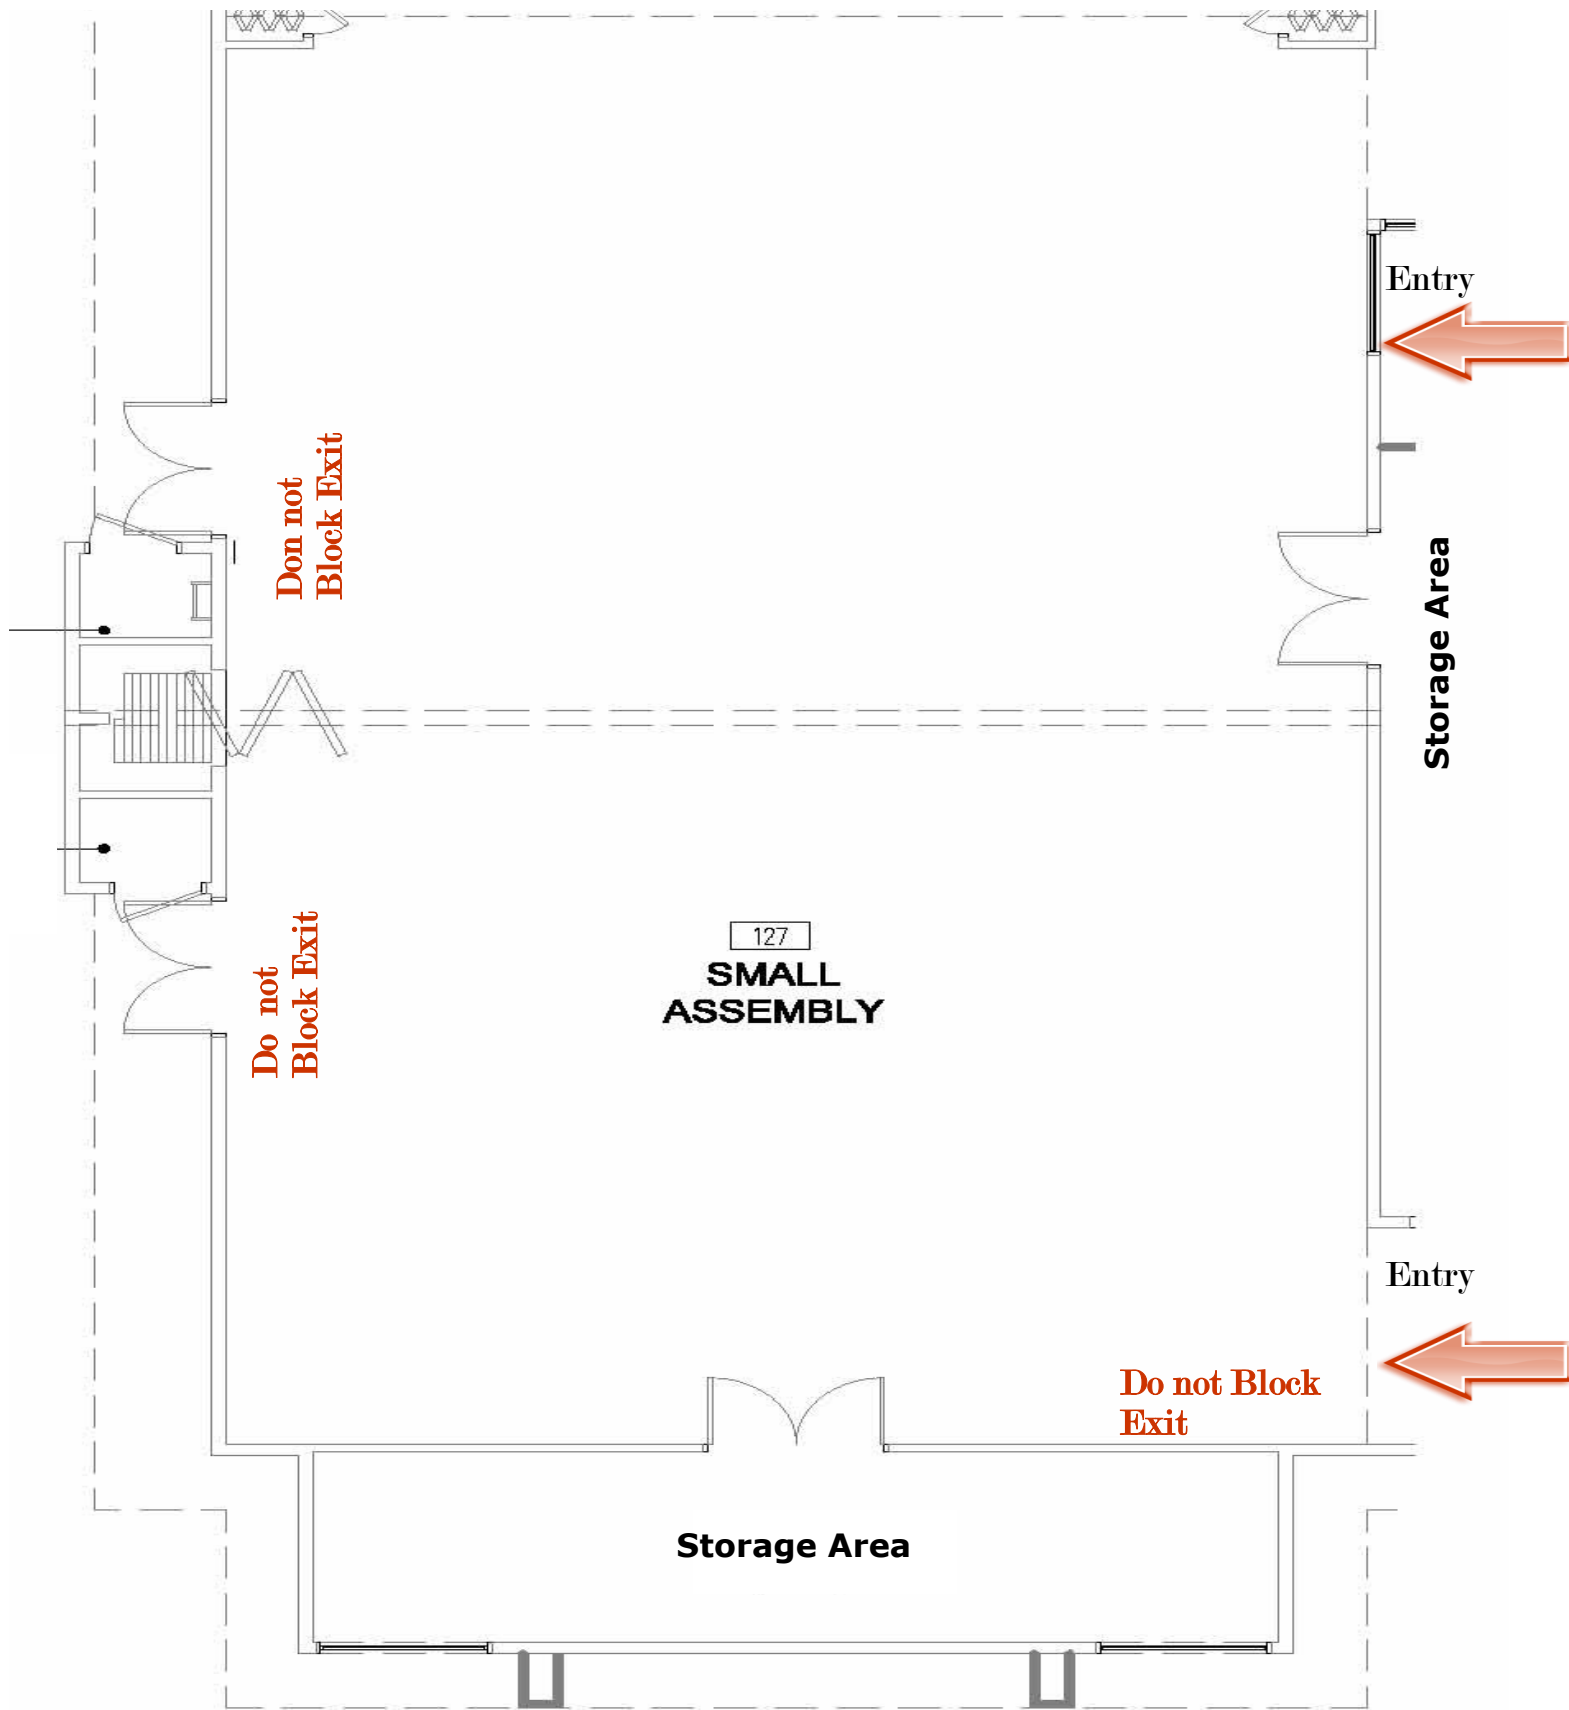 Entry
Don not
Block Exit
Storage Area
Do not
Block Exit
127
SMALL
ASSEMBLY
Entry
Do not Block
Exit
Storage Area